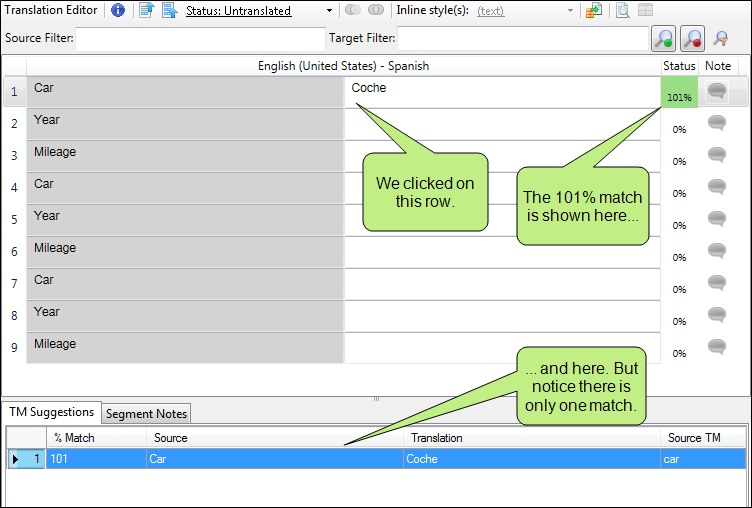 Translation Editor Status: Untranslated Inline style(s): (text)
Source Filter: Target Filter:
English (United States) - Spanish Status Note
1 Car Coche 101%
2 Year 0%
3 Mileage 0%
4 Car 0%
5 Year 0%
6 Mileage 0%
7 Car 0%
8 Year 0%
9 Mileage 0%
We clicked on
this row.
The 101% match
is shown here...
... and here. But
notice there is
only one match.
TM Suggestions Segment Notes
% Match Source Translation Source TM
1 101 Car Coche car